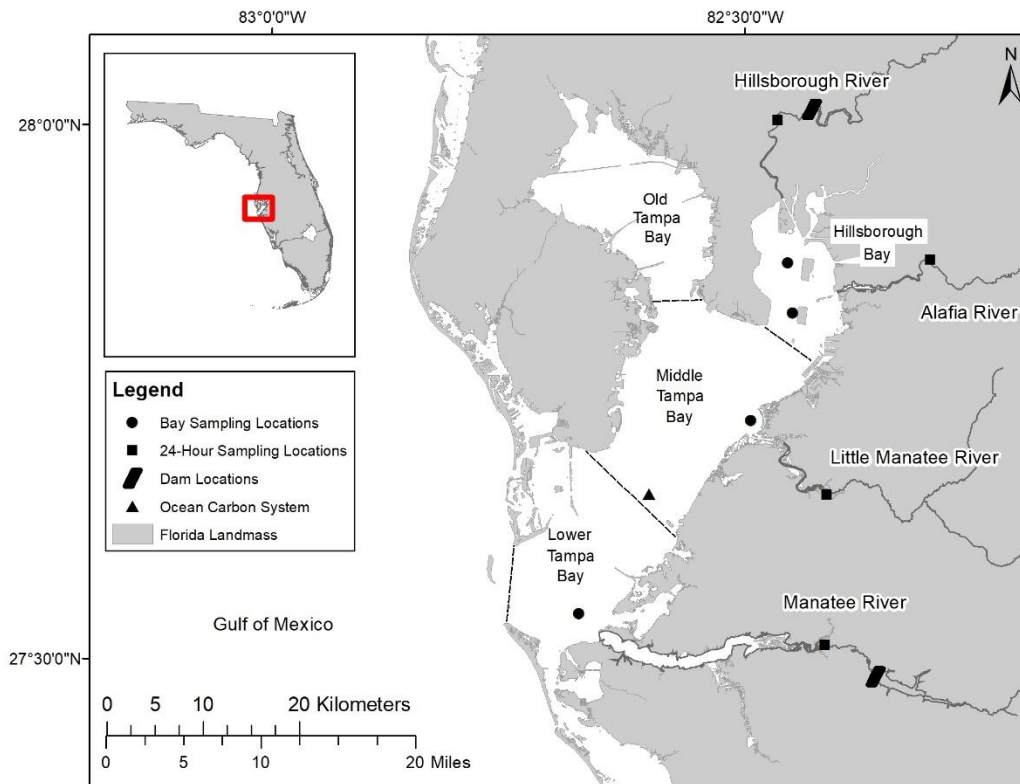 83°0'0"W
82°30'0"W
N
Hillsborough River
28°0'0"N
Old
Tampa
Bay
Hillsborough
Bay
Alafia River
Middle
Tampa
Bay
Legend
Bay Sampling Locations
24-Hour Sampling Locations
Dam Locations
Ocean Carbon System
Florida Landmass
Little Manatee River
Lower
Tampa
Bay
Manatee River
Gulf of Mexico
27°30'0"N
0 5 10 20 Kilometers
0 5 10 20 Miles